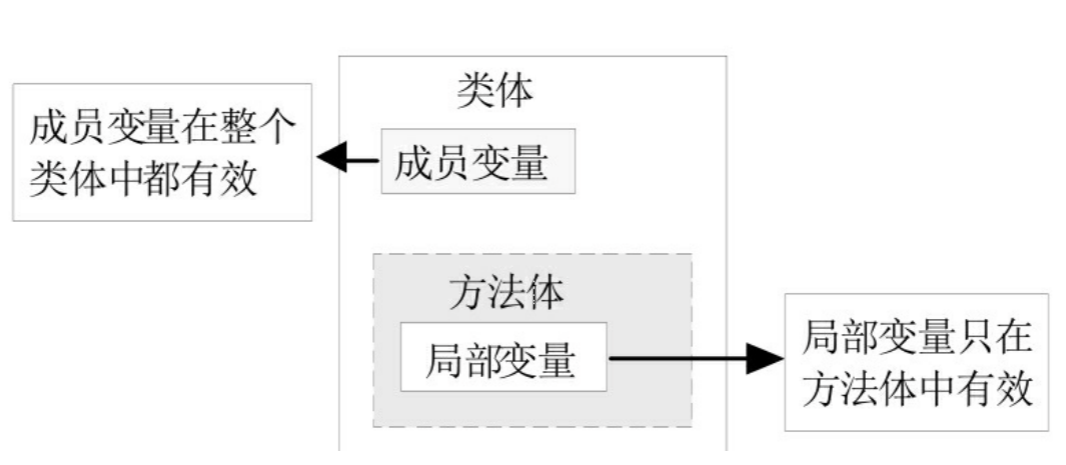 类体
成员变量在整个
类体中都有效
成员变量
方法体
局部变量
局部变量只在
方法体中有效